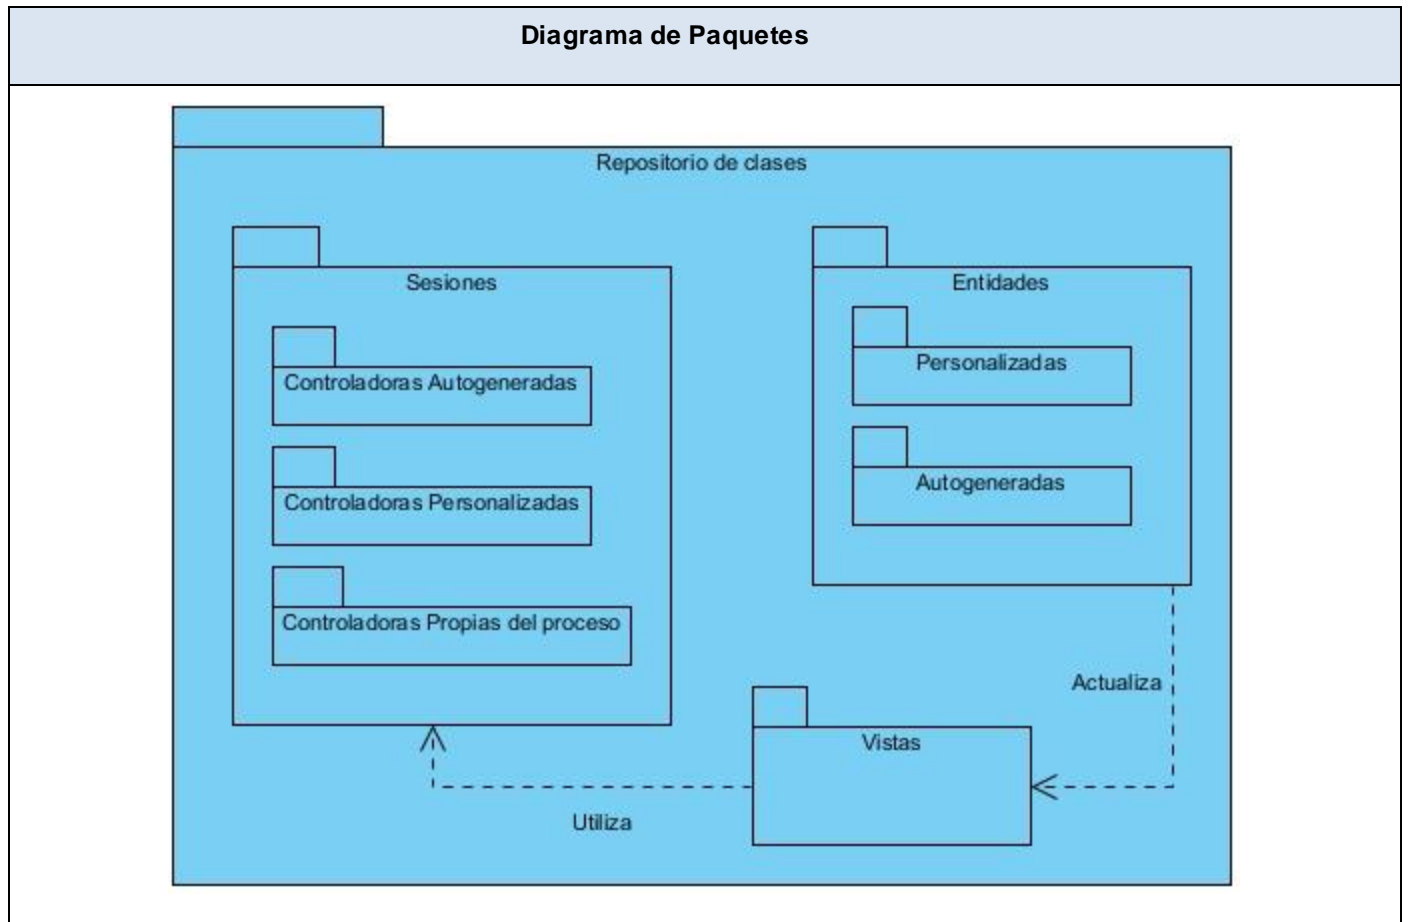 Diagrama de Paquetes
Repositorio de clases
Sesiones
Controladoras Autogeneradas
Controladoras Personalizadas
Controladoras Propias del proceso
Entidades
Personalizadas
Autogeneradas
Actualiza
Vistas
Utiliza